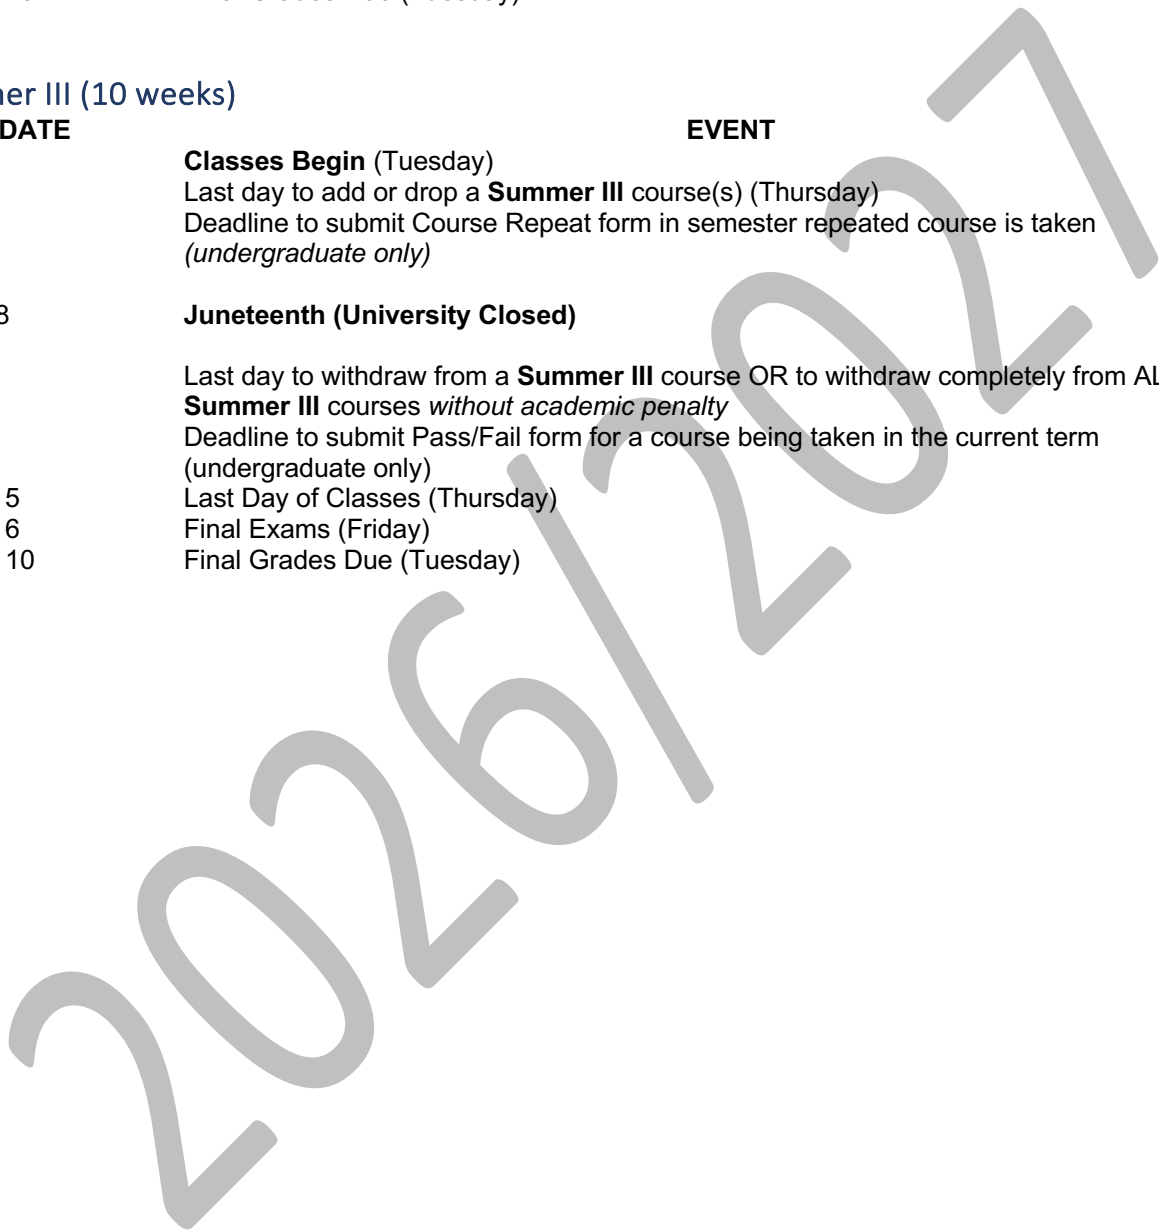 er III (10 weeks)
DATE EVENT
Classes Begin (Tuesday)
Last day to add or drop a Summer III course(s) (Thursday)
Deadline to submit Course Repeat form in semester repeated course is taken
(undergraduate only)
8 Juneteenth (University Closed)
Last day to withdraw from a Summer III course OR to withdraw completely from AL
Summer III courses without academic penalty
Deadline to submit Pass/Fail form for a course being taken in the current term
(undergraduate only)
5 Last Day of Classes (Thursday)
6 Final Exams (Friday)
10 Final Grades Due (Tuesday)
2026/2027